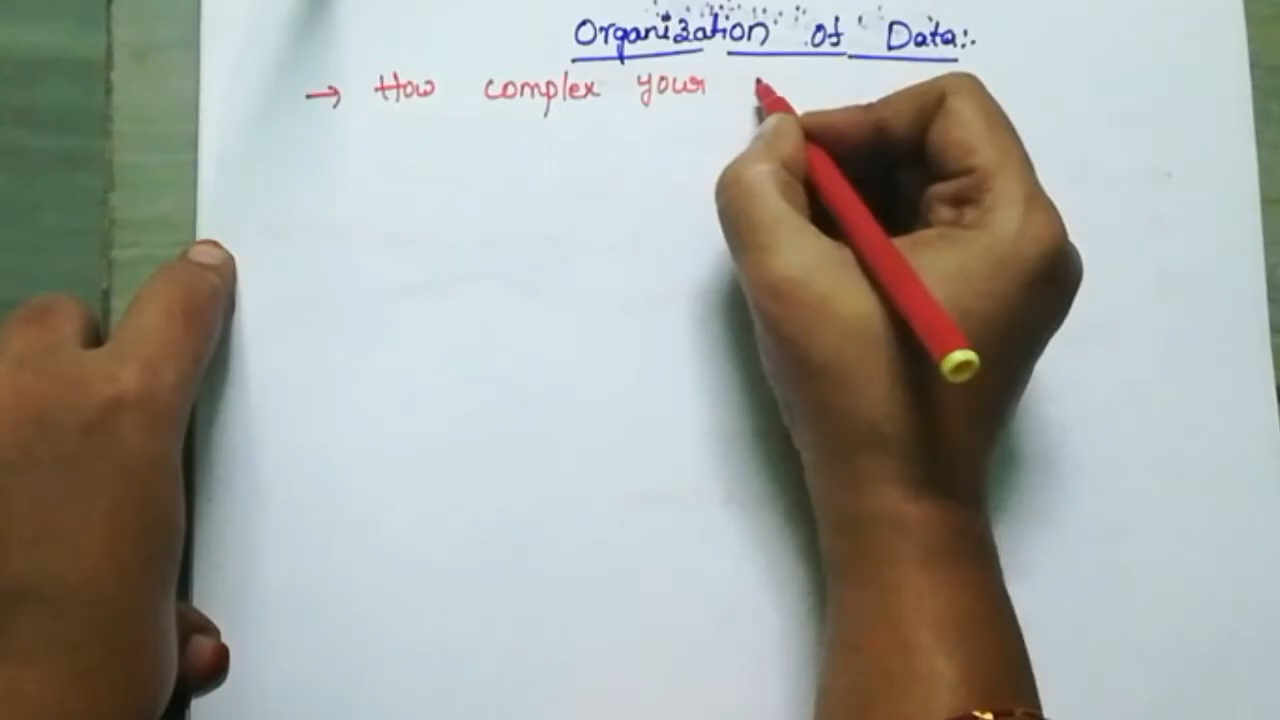 Organization of Data:-
→ How complex your